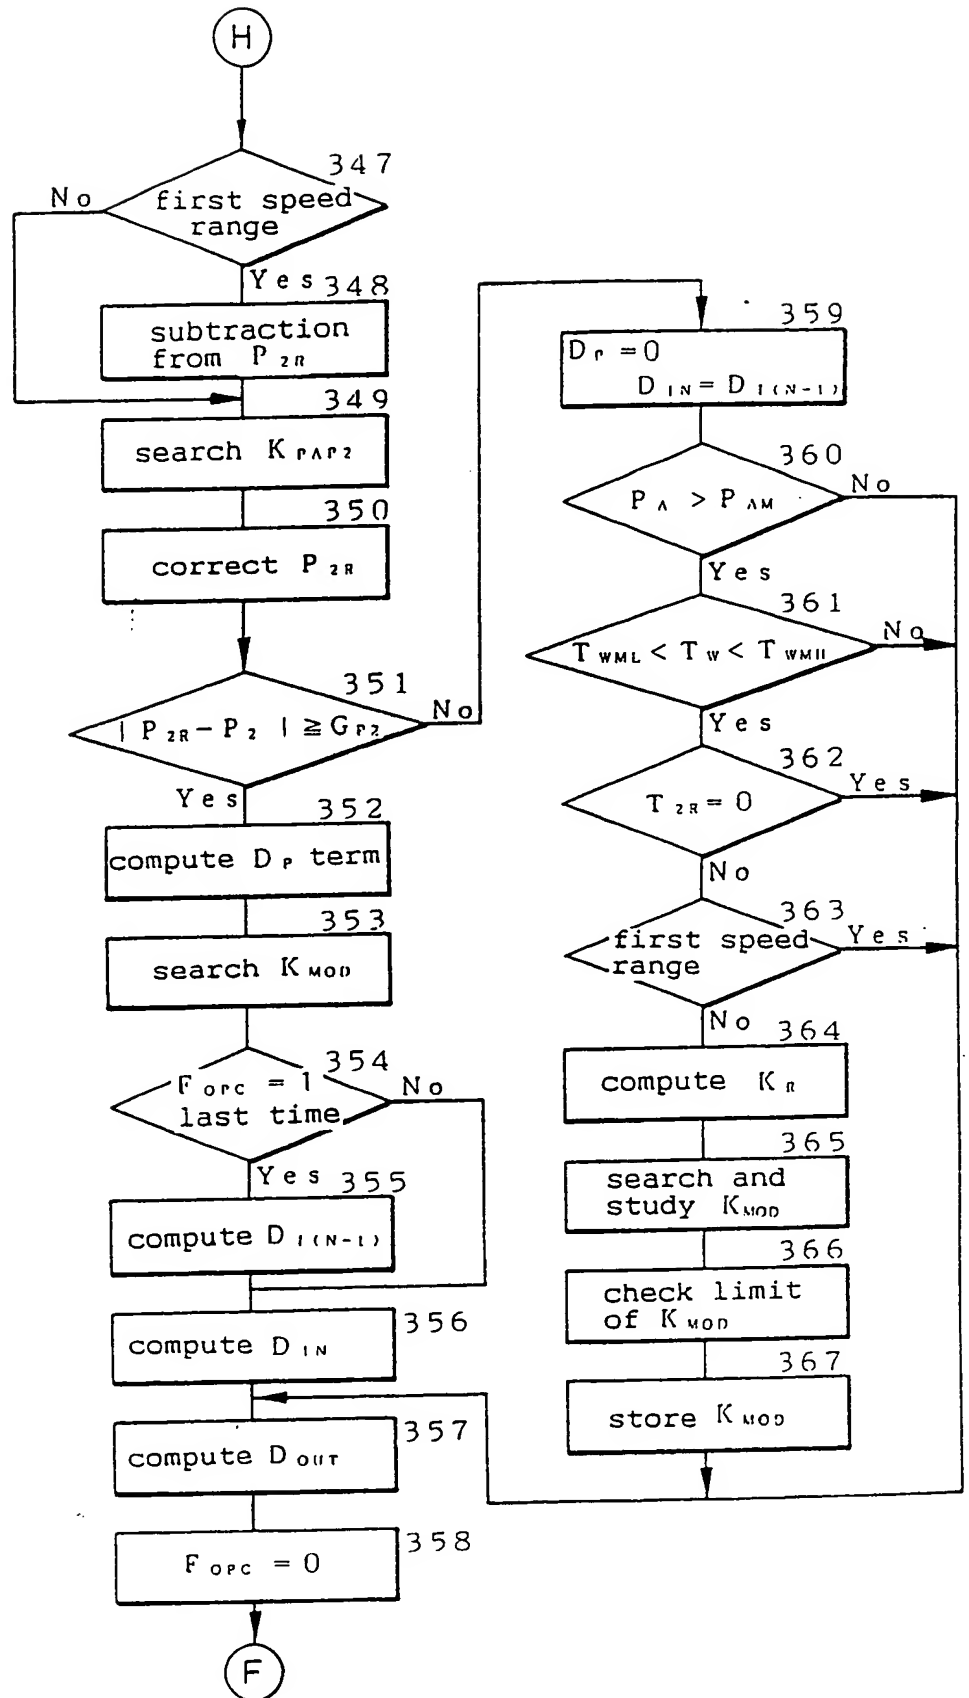 H
347
No
first speed
range
Yes
348
subtraction
from P2R
349
search KPAP2
350
correct P2R
351
| P2R − P2 | ≧ GP2
No
Yes
352
compute DP term
353
search KMOD
354
FOPC = 1
last time
No
Yes
355
compute DI(N-1)
356
compute DIN
357
compute DOUT
358
FOPC = 0
F
359
DP = 0
DIN = DI(N-1)
360
PA > PAM
No
Yes
361
TWML < TW < TWMH
No
Yes
362
T2R = 0
Yes
No
363
first speed
range
Yes
No
364
compute KR
365
search and
study KMOD
366
check limit
of KMOD
367
store KMOD